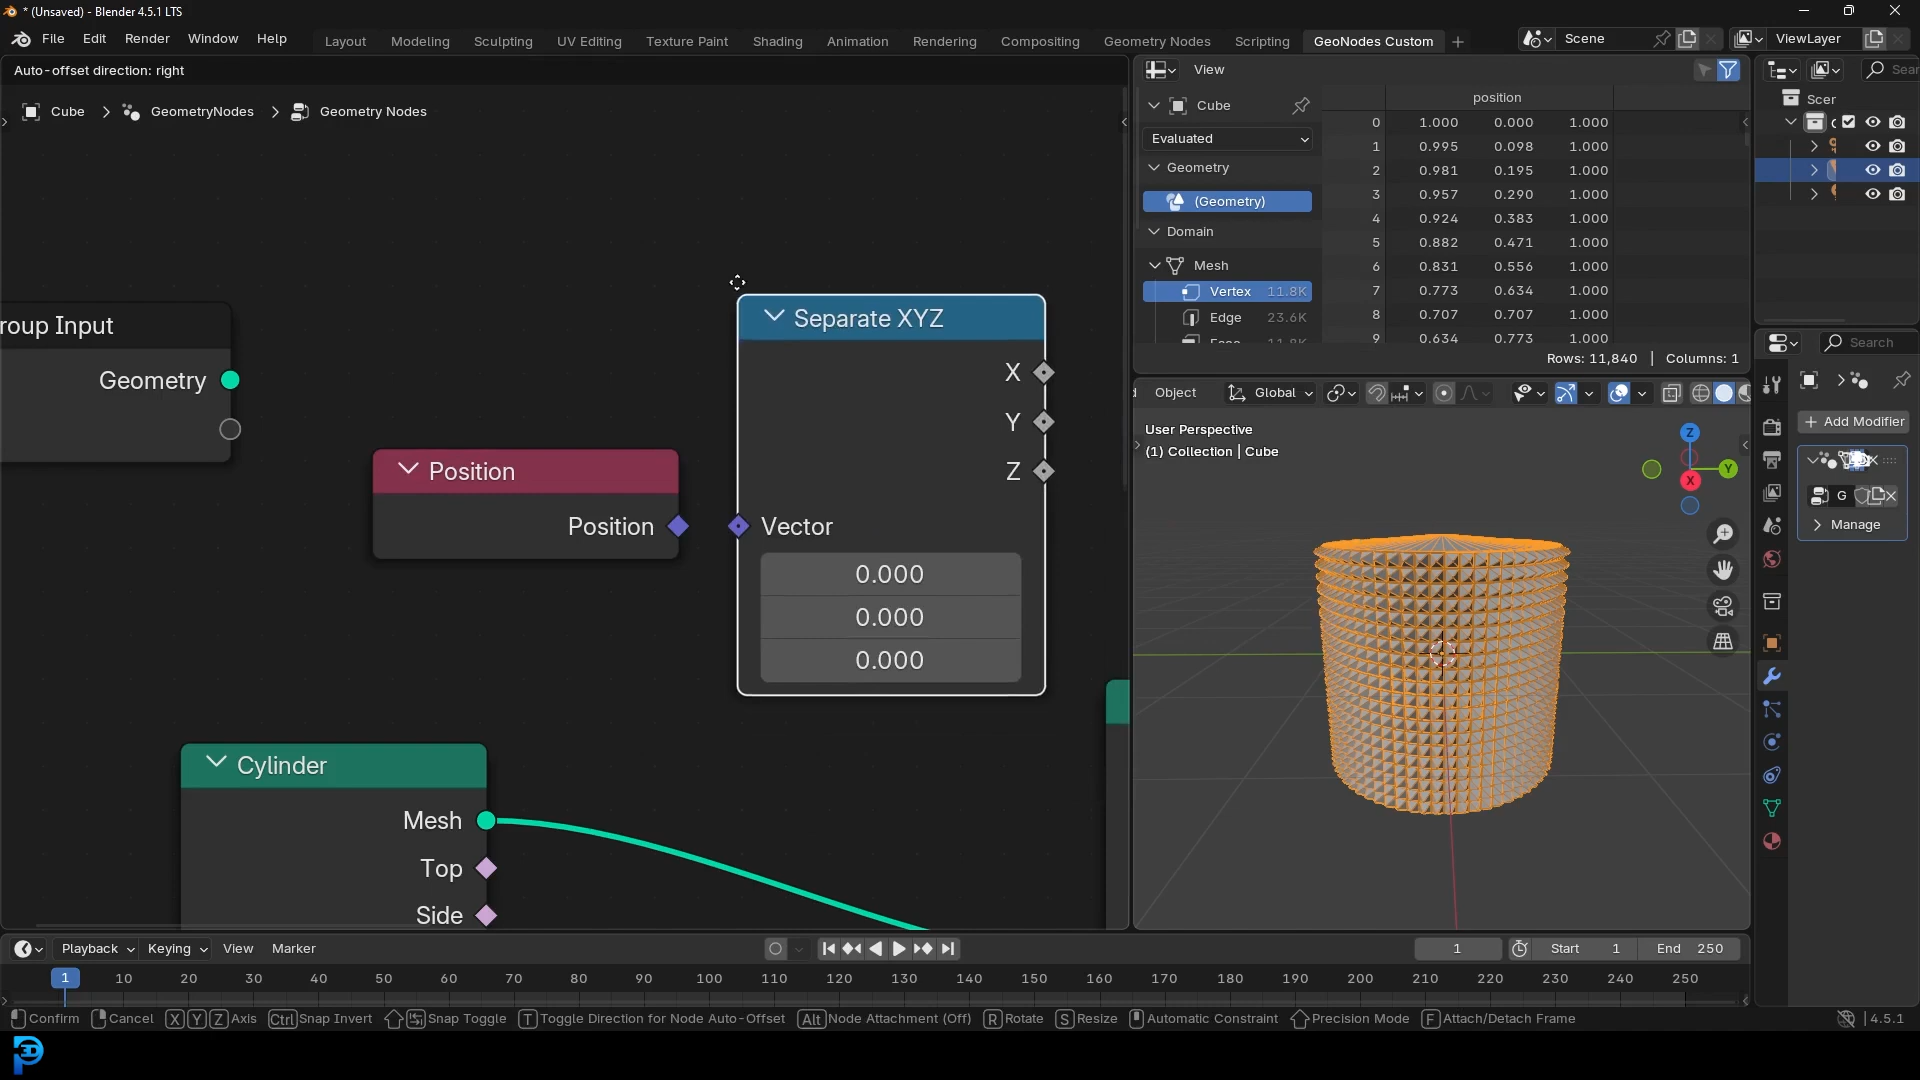 * (Unsaved) - Blender 4.5.1 LTS
File Edit Render Window Help
Layout Modeling Sculpting UV Editing Texture Paint Shading Animation Rendering Compositing Geometry Nodes Scripting GeoNodes Custom
Scene
ViewLayer
Auto-offset direction: right
Cube GeometryNodes Geometry Nodes
roup Input
Geometry
Position
Position
Separate XYZ
X
Y
Z
Vector
0.000
0.000
0.000
Cylinder
Mesh
Top
Side
View
Cube
Evaluated
Geometry
(Geometry)
Domain
Mesh
Vertex 11.8K
Edge 23.6K
position
0 1.000 0.000 1.000
1 0.995 0.098 1.000
2 0.981 0.195 1.000
3 0.957 0.290 1.000
4 0.924 0.383 1.000
5 0.882 0.471 1.000
6 0.831 0.556 1.000
7 0.773 0.634 1.000
8 0.707 0.707 1.000
9 0.634 0.773 1.000
Rows: 11,840 | Columns: 1
Object Global
User Perspective
(1) Collection | Cube
Z
Y
X
Sear
Scer
Search
Add Modifier
G
Manage
Playback Keying View Marker
1
Start 1
End 250
1 10 20 30 40 50 60 70 80 90 100 110 120 130 140 150 160 170 180 190 200 210 220 230 240 250
Confirm Cancel X Y Z Axis Ctrl Snap Invert Snap Toggle T Toggle Direction for Node Auto-Offset Alt Node Attachment (Off) R Rotate S Resize Automatic Constraint Precision Mode F Attach/Detach Frame
4.5.1